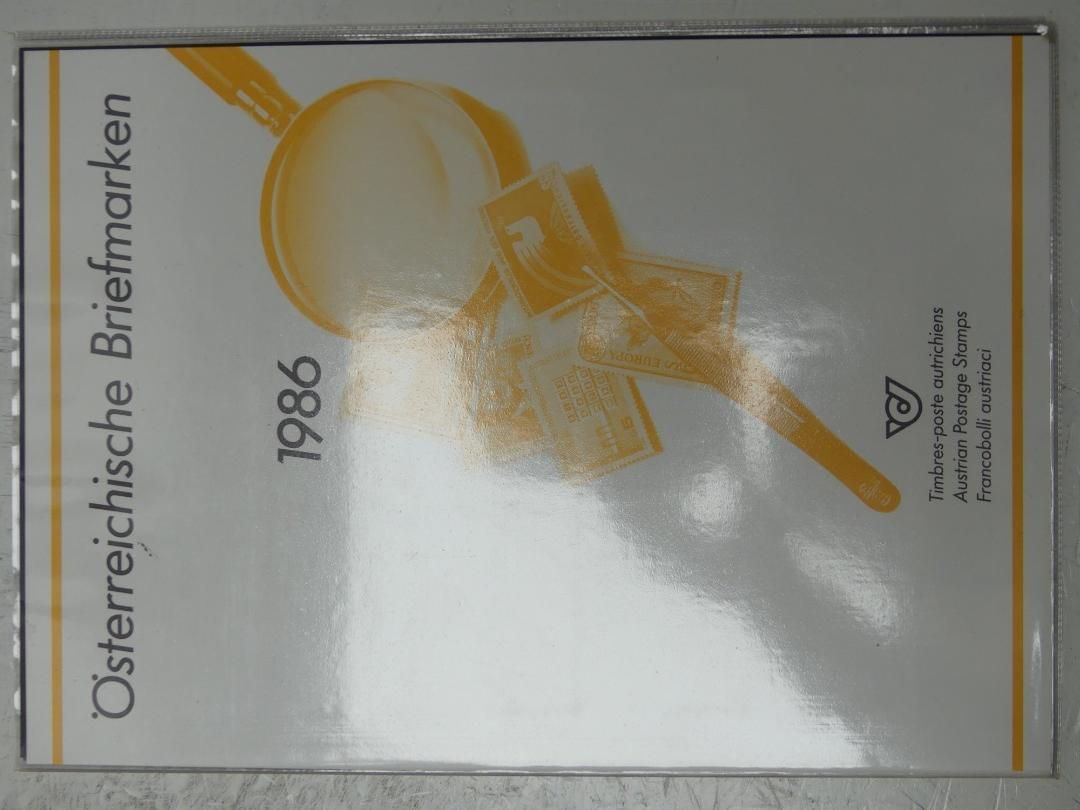 Österreichische Briefmarken
1986
EUROPA
Timbres-poste autrichiens
Austrian Postage Stamps
Francobolli austriaci